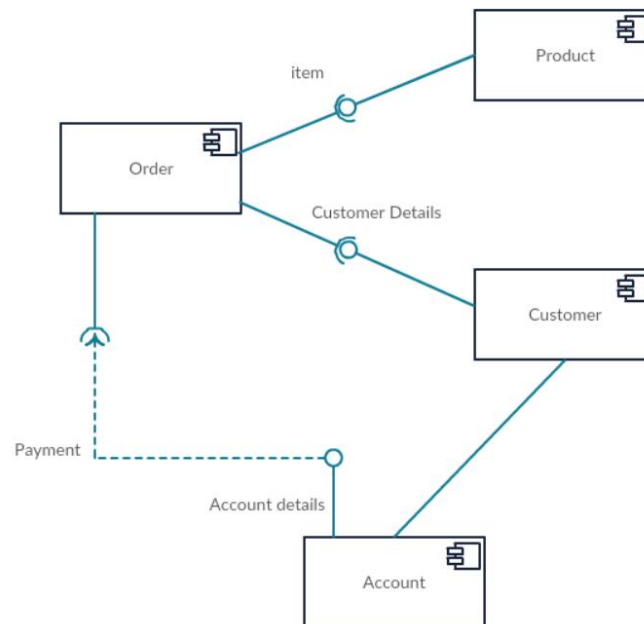 item
Product
Order
Customer Details
Customer
Payment
Account details
Account